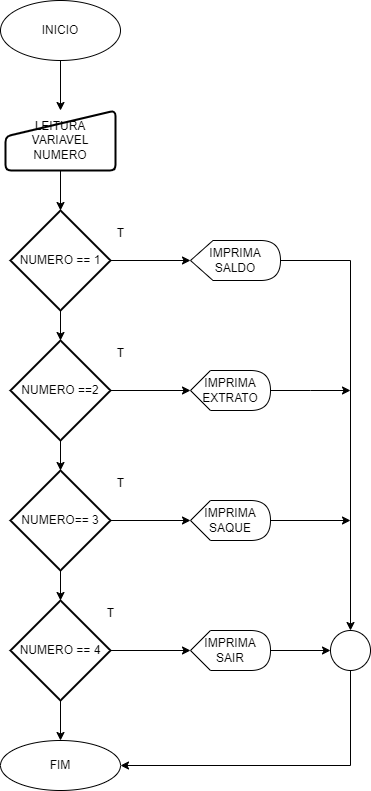 INICIO
LEITURA
VARIAVEL
NUMERO
T
NUMERO == 1
IMPRIMA
SALDO
T
NUMERO ==2
IMPRIMA
EXTRATO
T
NUMERO== 3
IMPRIMA
SAQUE
T
NUMERO == 4
IMPRIMA
SAIR
FIM